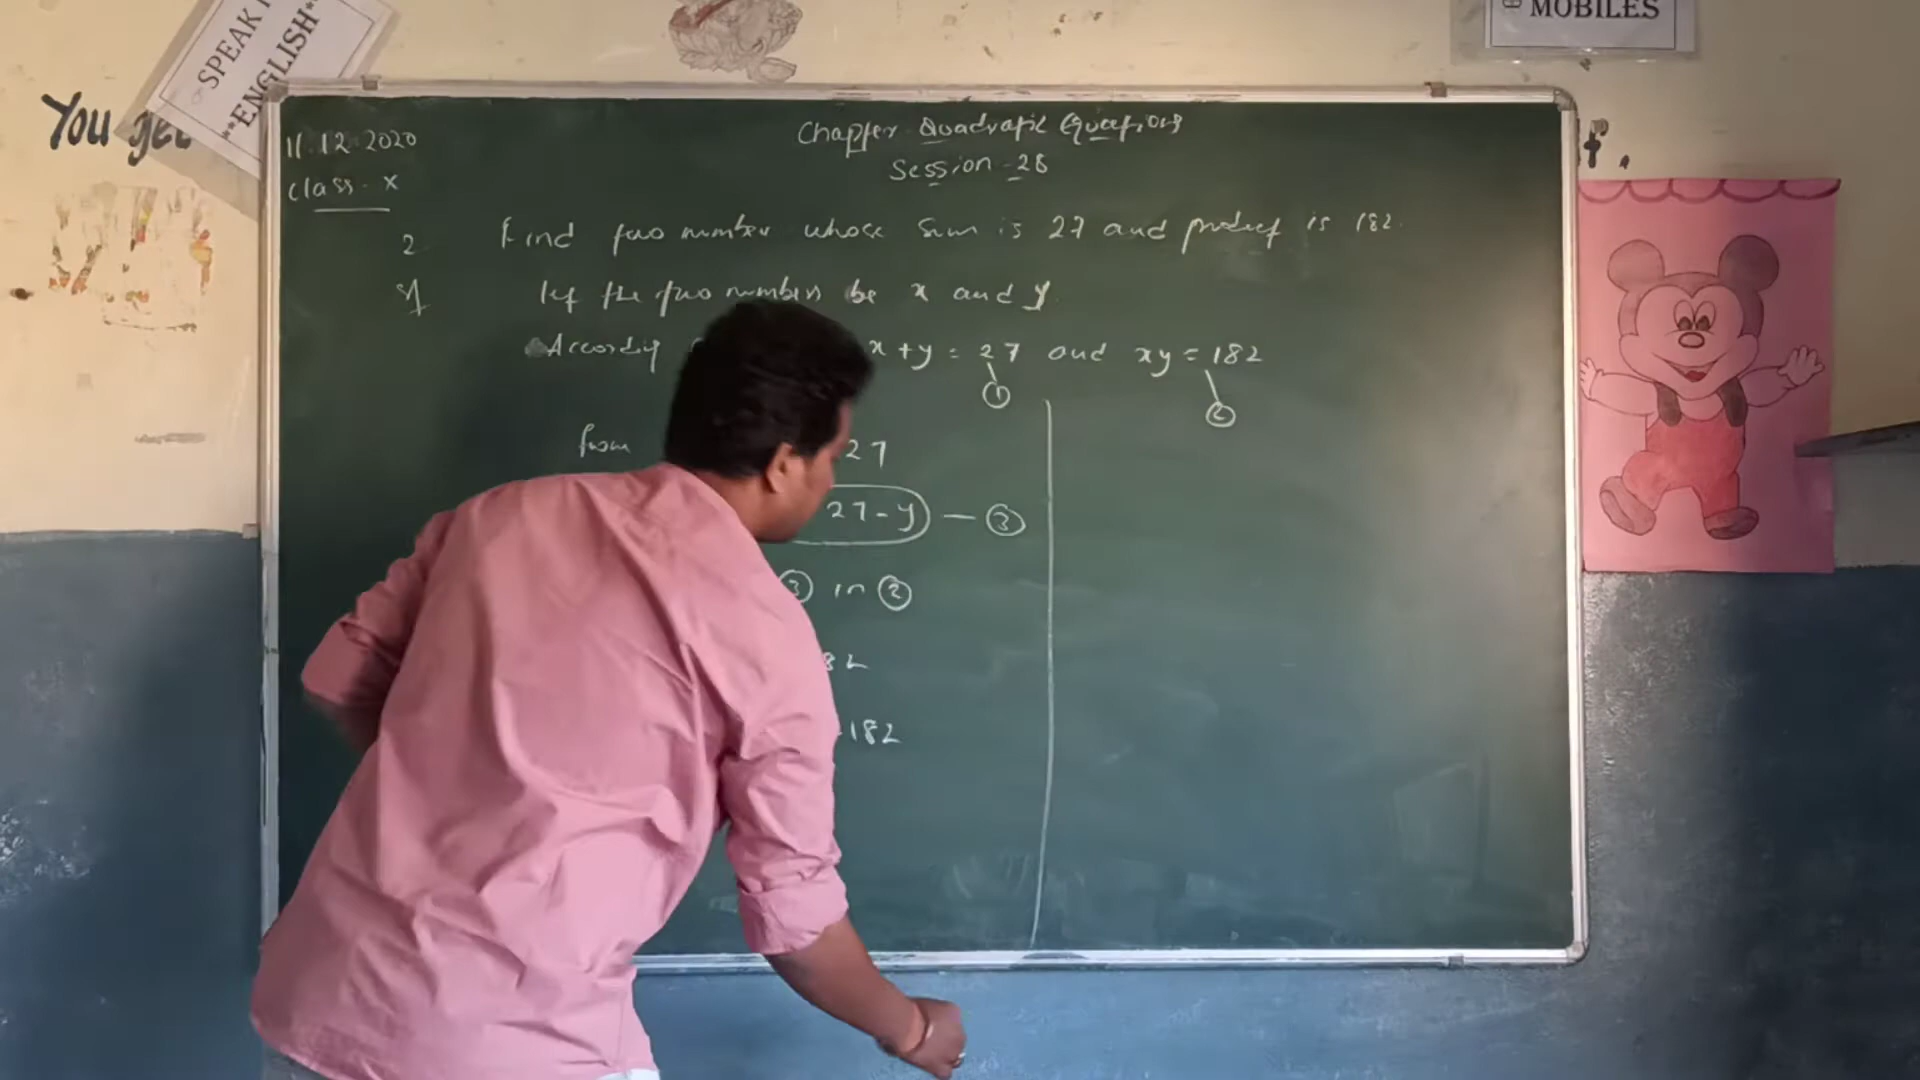 SPEAK
**ENGLISH**
MOBILES
You get
11.12.2020
Class - X
Chapter Quadratic Equations
Session - 28
2. Find two number whose sum is 27 and product is 182.
let the two numbers be x and y.
According x + y = 27 and xy = 182
① ②
from 27
27 - y — ③
③ in ②
82
182